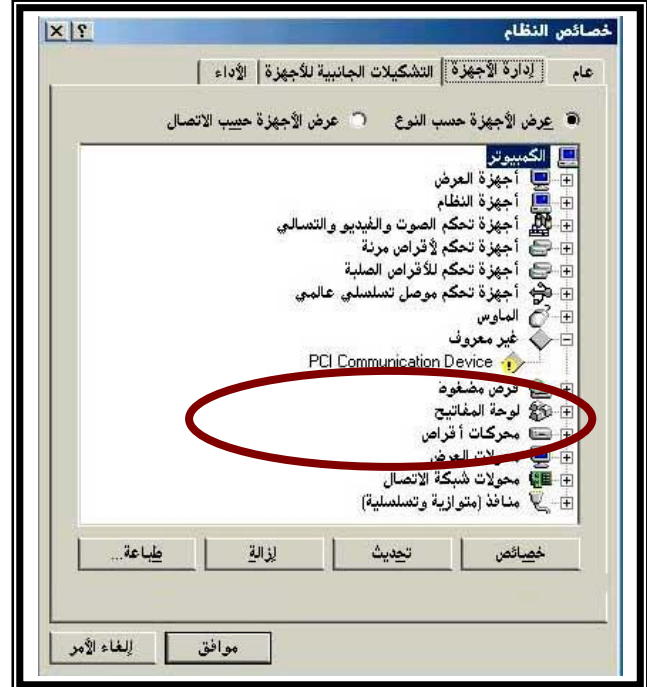 خصائص النظام
عام إدارة الأجهزة التشكيلات الجانبية للأجهزة الأداء
عرض الأجهزة حسب النوع عرض الأجهزة حسب الاتصال
الكمبيوتر
أجهزة العرض
أجهزة النظام
أجهزة تحكم الصوت والفيديو والتسالي
أجهزة تحكم لأقراص مرنة
أجهزة تحكم للأقراص الصلبة
أجهزة تحكم موصل تسلسلي عالمي
الماوس
غير معروف
PCI Communication Device
قرص مضغوط
لوحة المفاتيح
محركات أقراص
محولات العرض
محولات شبكة الاتصال
منافذ (متوازية وتسلسلية)
خصائص تحديث إزالة طباعة...
موافق إلغاء الأمر